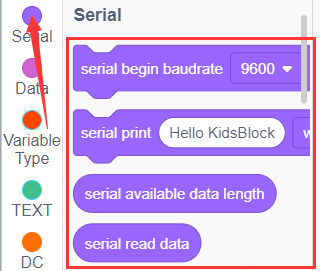 Serial
Data
Variable
Type
TEXT
DC
Serial
serial begin baudrate 9600
serial print Hello KidsBlock
serial available data length
serial read data